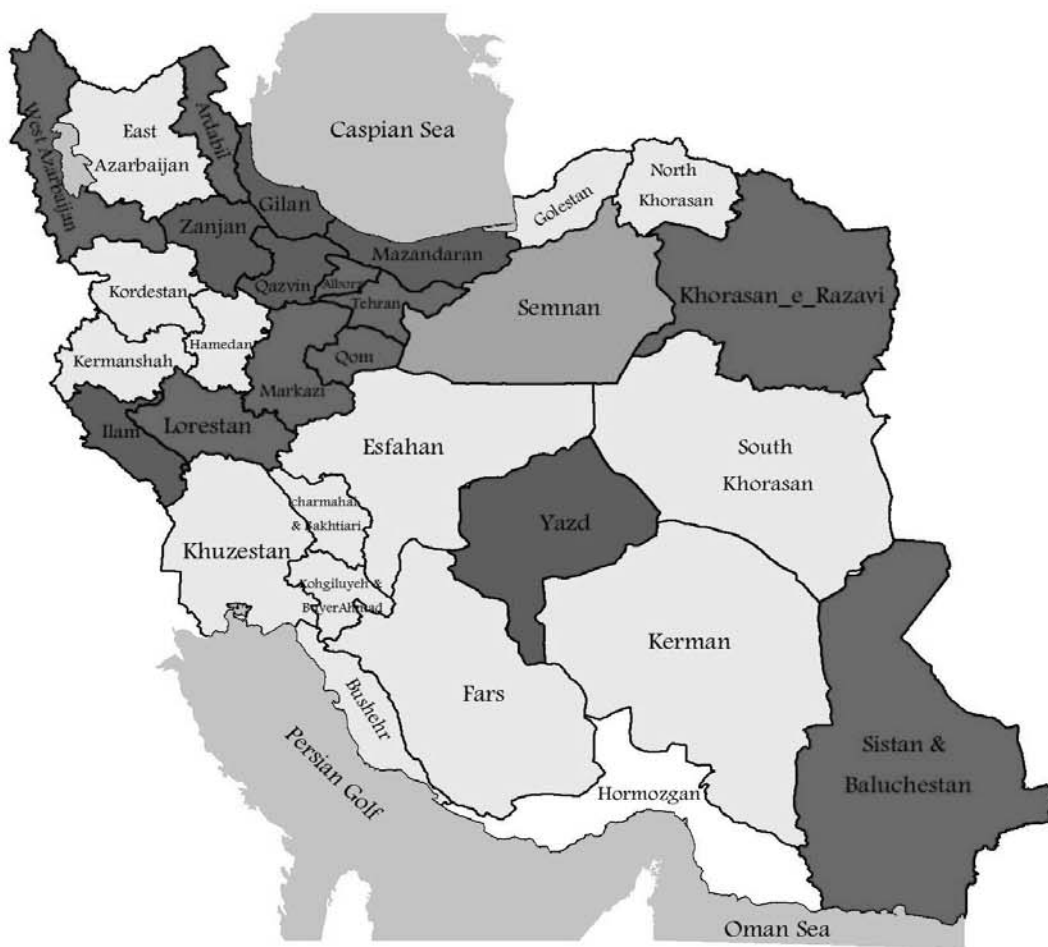 Caspian Sea
East
Azarbaijan
West Azarbaijan
Ardabil
Gilan
Golestan
North
Khorasan
Zanjan
Mazandaran
Qazvin
Alborz
Tehran
Semnan
Khorasan_e_Razavi
Kordestan
Hamedan
Kermanshah
Qom
Markazi
Ilam
Lorestan
Esfahan
South
Khorasan
charmahal
& Bakhtiari
Yazd
Khuzestan
Kohgiluyeh &
BuyerAhmad
Kerman
Fars
Bushehr
Persian Golf
Hormozgan
Sistan &
Baluchestan
Oman Sea